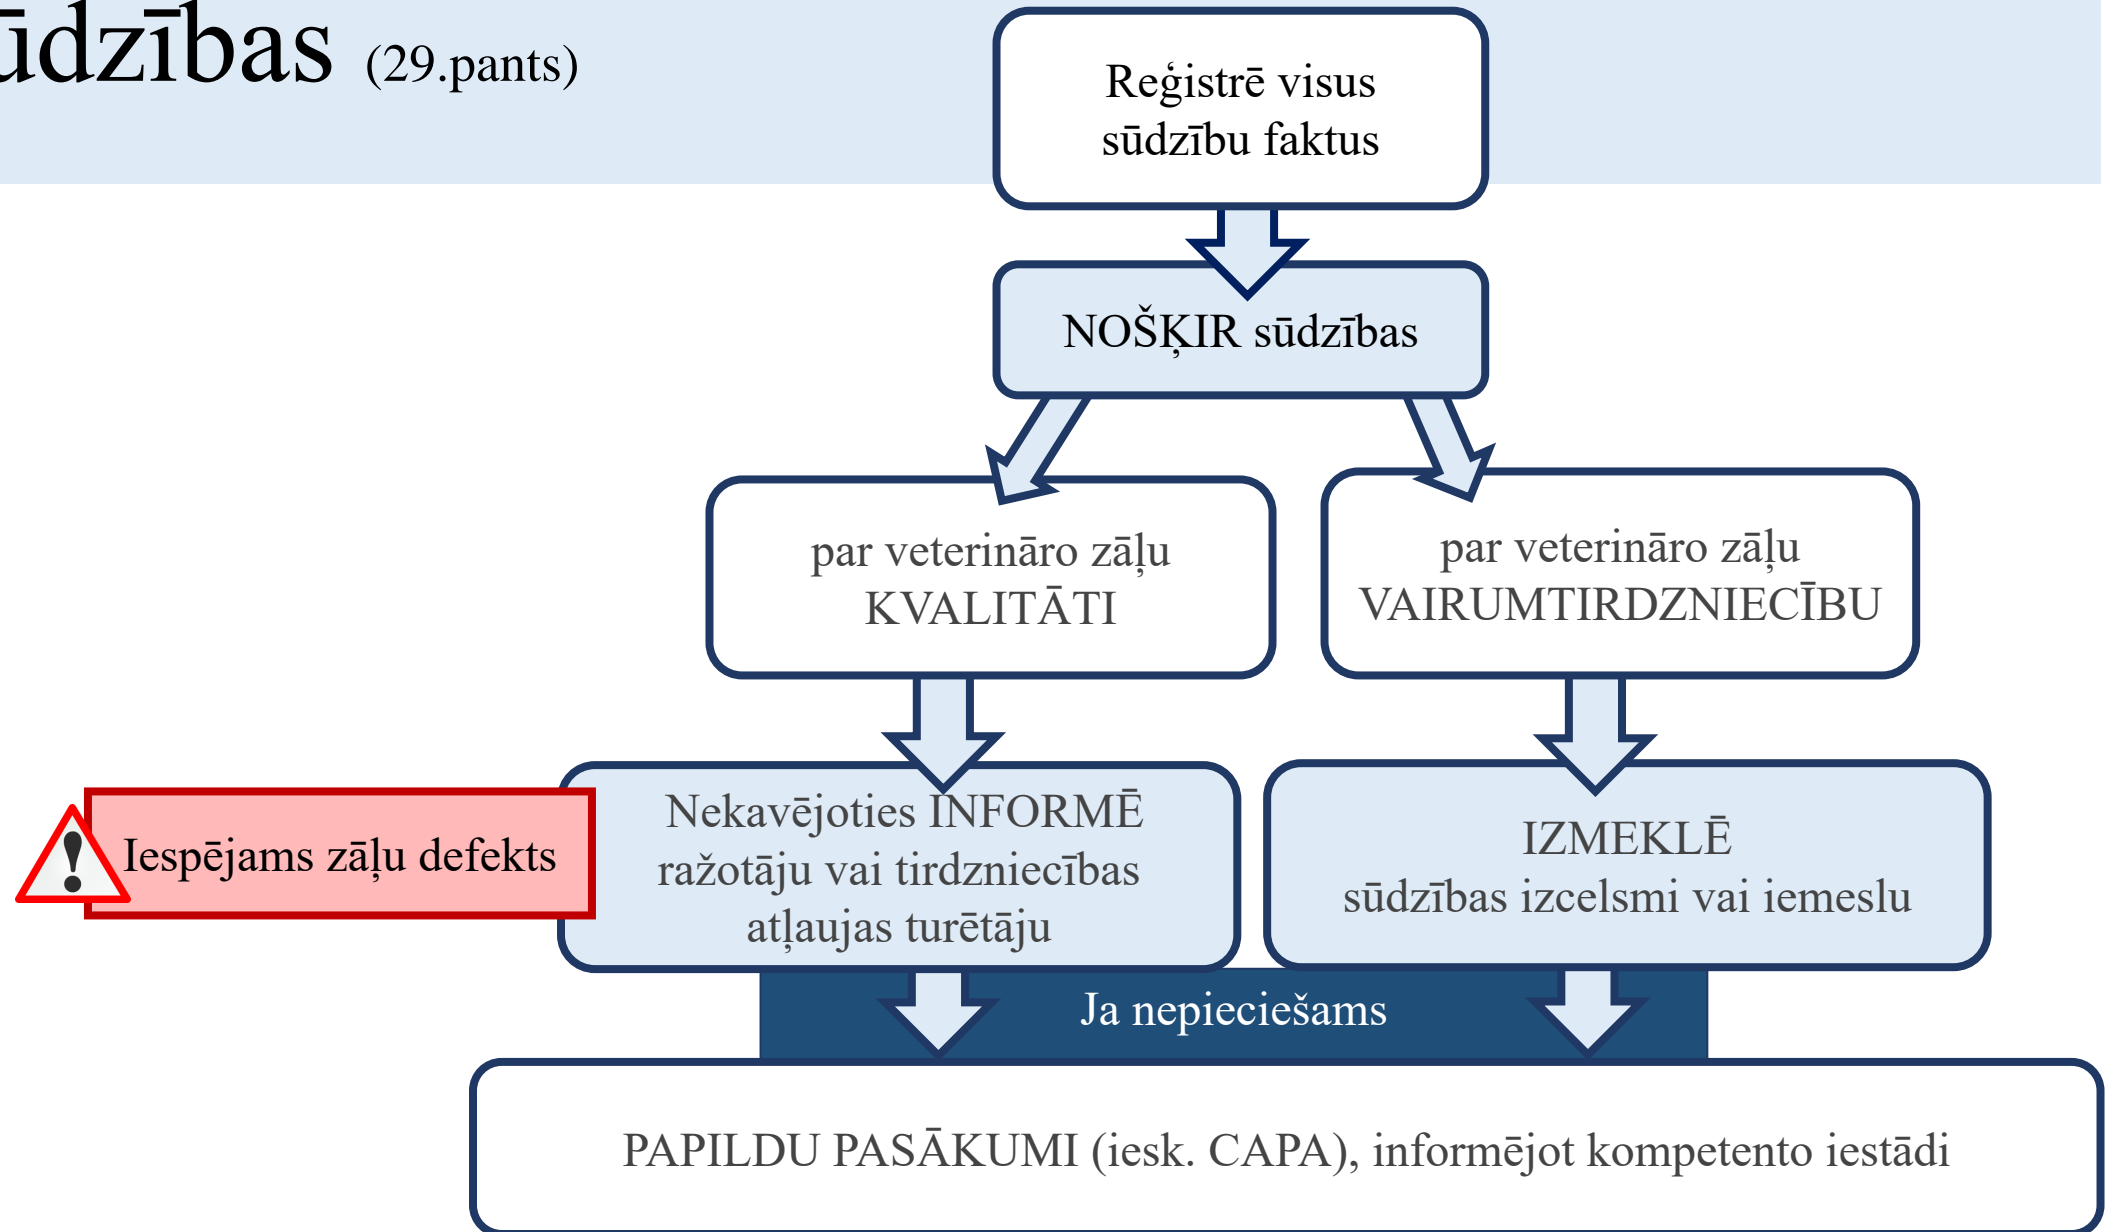 ūdzības (29.pants)
Reģistrē visus
sūdzību faktus
NOŠĶIR sūdzības
par veterināro zāļu
KVALITĀTI
par veterināro zāļu
VAIRUMTIRDZNIECĪBU
Iespējams zāļu defekts
Nekavējoties INFORMĒ
ražotāju vai tirdzniecības
atļaujas turētāju
IZMEKLĒ
sūdzības izcelsmi vai iemeslu
Ja nepieciešams
PAPILDU PASĀKUMI (iesk. CAPA), informējot kompetento iestādi